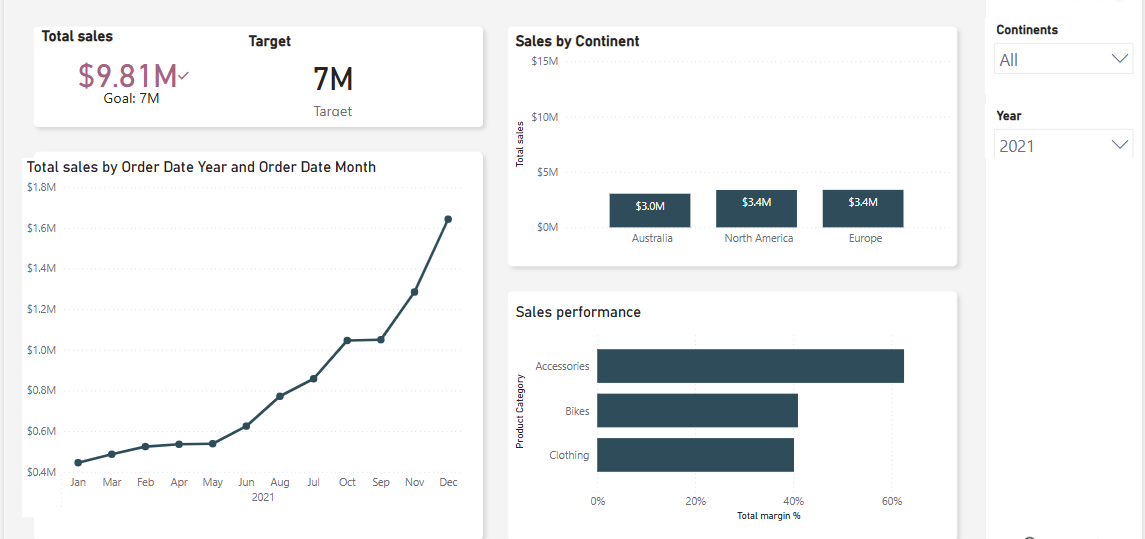 Total sales
$9.81M✓
Goal: 7M
Target
7M
Target
Sales by Continent
Total sales
$15M
$10M
$5M
$0M
$3.0M
$3.4M
$3.4M
Australia
North America
Europe
Continents
All
Year
2021
Total sales by Order Date Year and Order Date Month
$1.8M
$1.6M
$1.4M
$1.2M
$1.0M
$0.8M
$0.6M
$0.4M
Jan Mar Feb Apr May Jun Aug Jul Oct Sep Nov Dec
2021
Sales performance
Product Category
Accessories
Bikes
Clothing
0% 20% 40% 60%
Total margin %